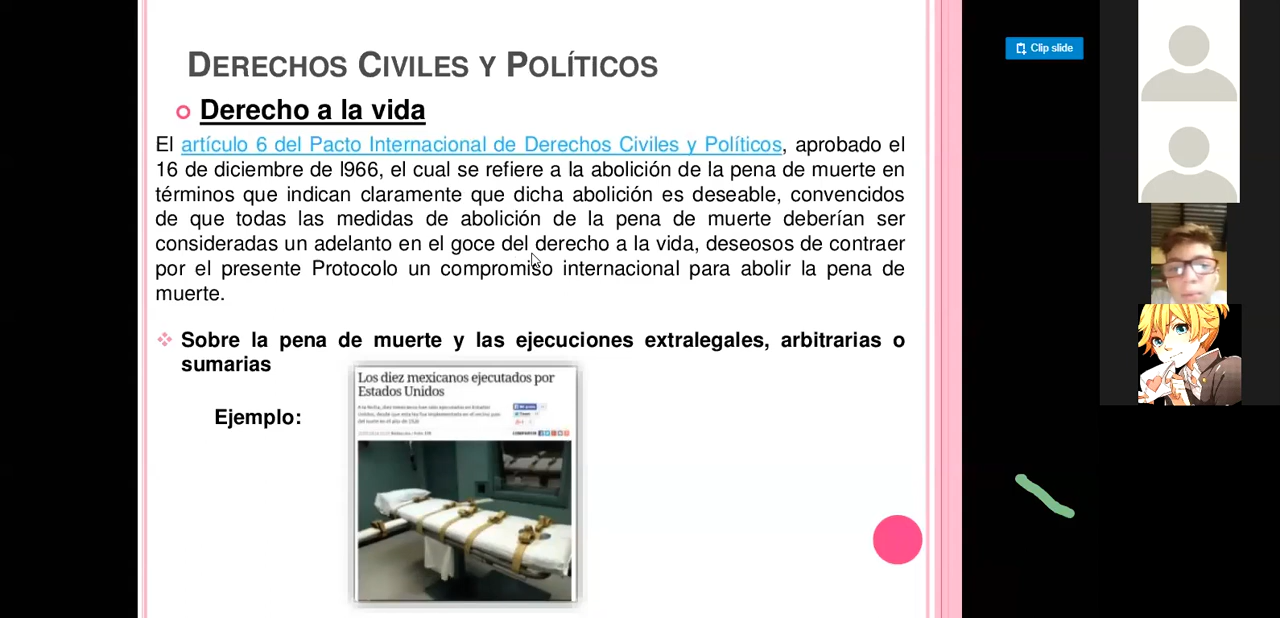 DERECHOS CIVILES Y POLÍTICOS
Derecho a la vida
El artículo 6 del Pacto Internacional de Derechos Civiles y Políticos, aprobado el
16 de diciembre de l966, el cual se refiere a la abolición de la pena de muerte en
términos que indican claramente que dicha abolición es deseable, convencidos
de que todas las medidas de abolición de la pena de muerte deberían ser
consideradas un adelanto en el goce del derecho a la vida, deseosos de contraer
por el presente Protocolo un compromiso internacional para abolir la pena de
muerte.
Sobre la pena de muerte y las ejecuciones extralegales, arbitrarias o
sumarias
Ejemplo:
Los diez mexicanos ejecutados por
Estados Unidos
Clip slide